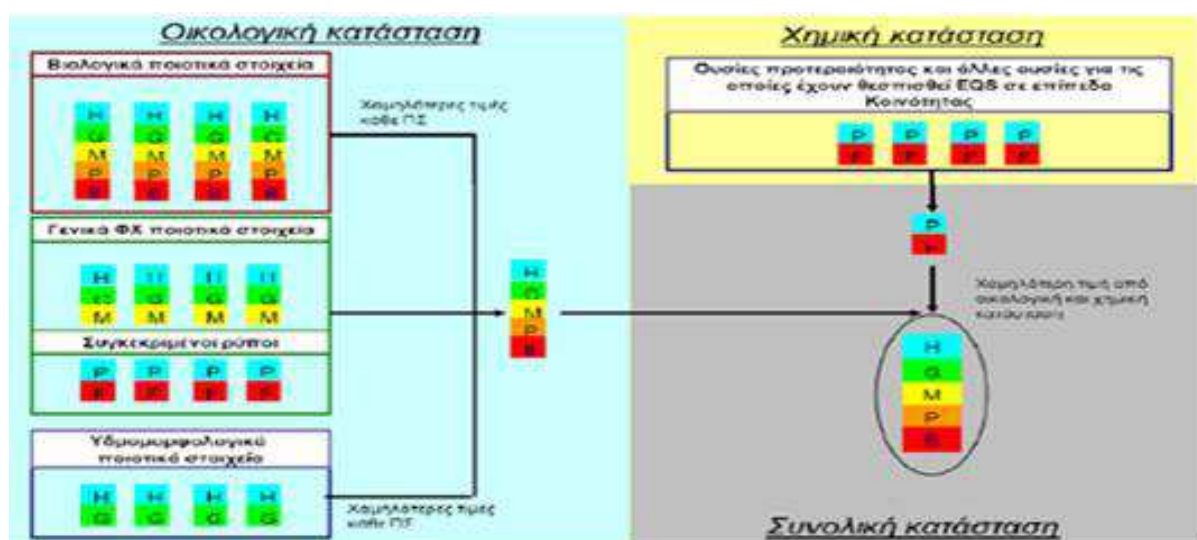 Οικολογική κατάσταση
Βιολογικά ποιοτικά στοιχεία
H H H H
G G G G
M M M M
P P P P
B B B B
Χαμηλότερες τιμές
κάθε ΠΣ
Γενικά ΦΧ ποιοτικά στοιχεία
H H H H
G G G G
M M M M
Συγκεκριμένοι ρύποι
P P P P
F F F F
Υδρομορφολογικά
ποιοτικά στοιχεία
H H H H
G G G G
Χαμηλότερες τιμές
κάθε ΠΣ
H
G
M
P
B
Χημική κατάσταση
Ουσίες προτεραιότητας και άλλες ουσίες για τις
οποίες έχουν θεσπισθεί EQS σε επίπεδο
Κοινότητας
P P P P
F F F F
P
F
Χαμηλότερη τιμή από
οικολογική και χημική
κατάσταση
H
G
M
P
B
Συνολική κατάσταση